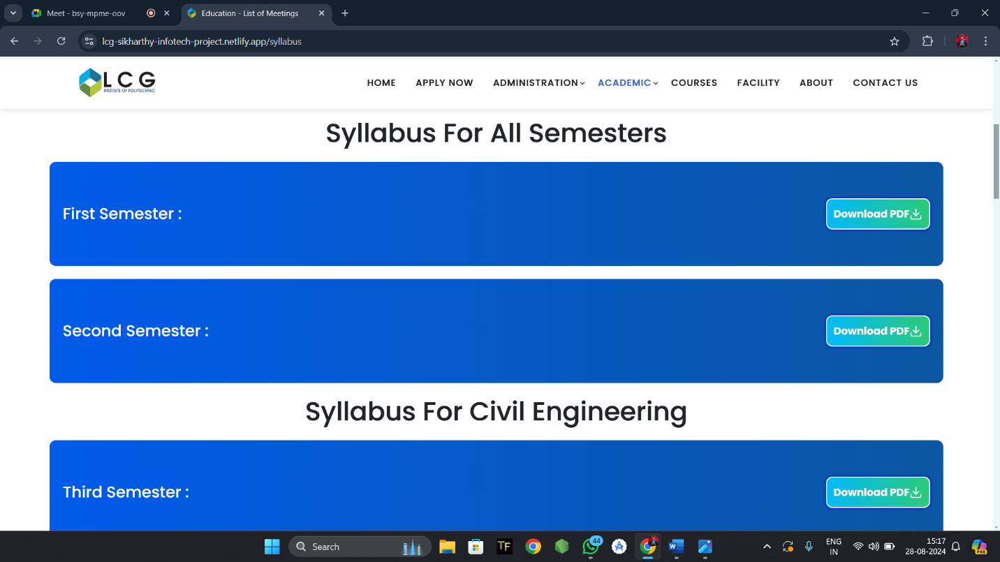 Meet - bsy-mpme-oov
Education - List of Meetings
lcg-sikharthy-infotech-project.netlify.app/syllabus
LCG
INSTITUTE OF POLYTECHNIC
HOME APPLY NOW ADMINISTRATION ACADEMIC COURSES FACILITY ABOUT CONTACT US
Syllabus For All Semesters
First Semester :
Download PDF
Second Semester :
Download PDF
Syllabus For Civil Engineering
Third Semester :
Download PDF
Search
TF
44
ENG
IN
15:17
28-08-2024
PRE